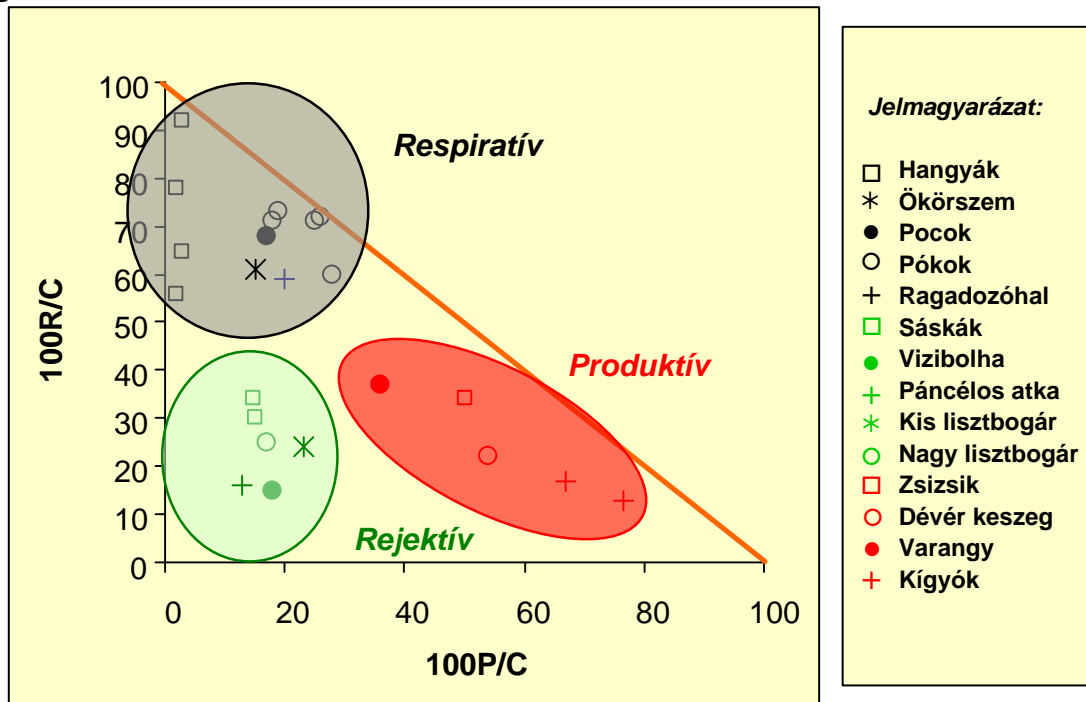 100
90
80
70
60
50
40
30
20
10
0
0 20 40 60 80 100
100R/C
100P/C
Respiratív
Produktív
Rejektív
Jelmagyarázat:
Hangyák
Ökörszem
Pocok
Pókok
Ragadozóhal
Sáskák
Vizibolha
Páncélos atka
Kis lisztbogár
Nagy lisztbogár
Zsizsik
Dévér keszeg
Varangy
Kígyók